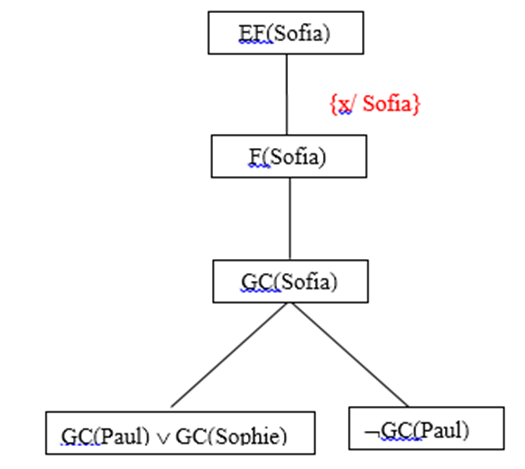 EF(Sofia)
{x/ Sofia}
F(Sofia)
GC(Sofia)
GC(Paul) ∨ GC(Sophie)
¬GC(Paul)